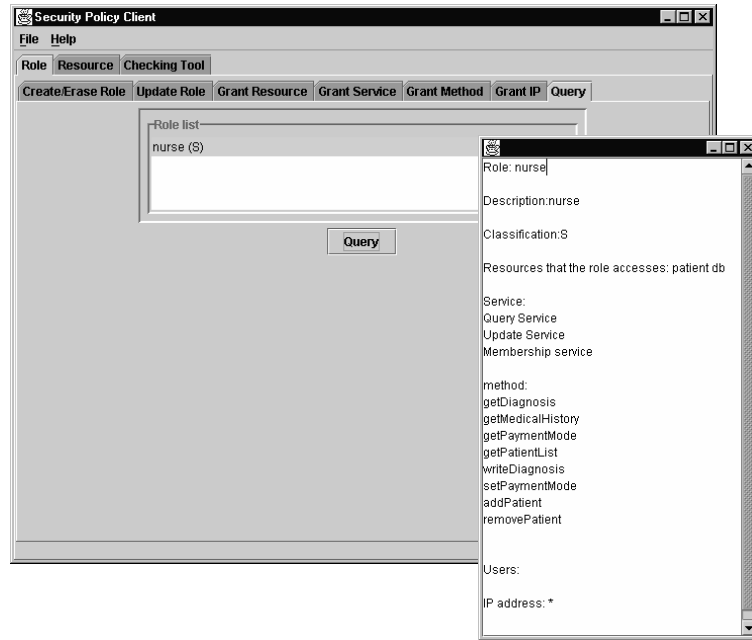 Security Policy Client
File Help
Role Resource Checking Tool
Create/Erase Role Update Role Grant Resource Grant Service Grant Method Grant IP Query
Role list
nurse (S)
Query
Role: nurse
Description:nurse
Classification:S
Resources that the role accesses: patient db
Service:
Query Service
Update Service
Membership service
method:
getDiagnosis
getMedicalHistory
getPaymentMode
getPatientList
writeDiagnosis
setPaymentMode
addPatient
removePatient
Users:
IP address: *